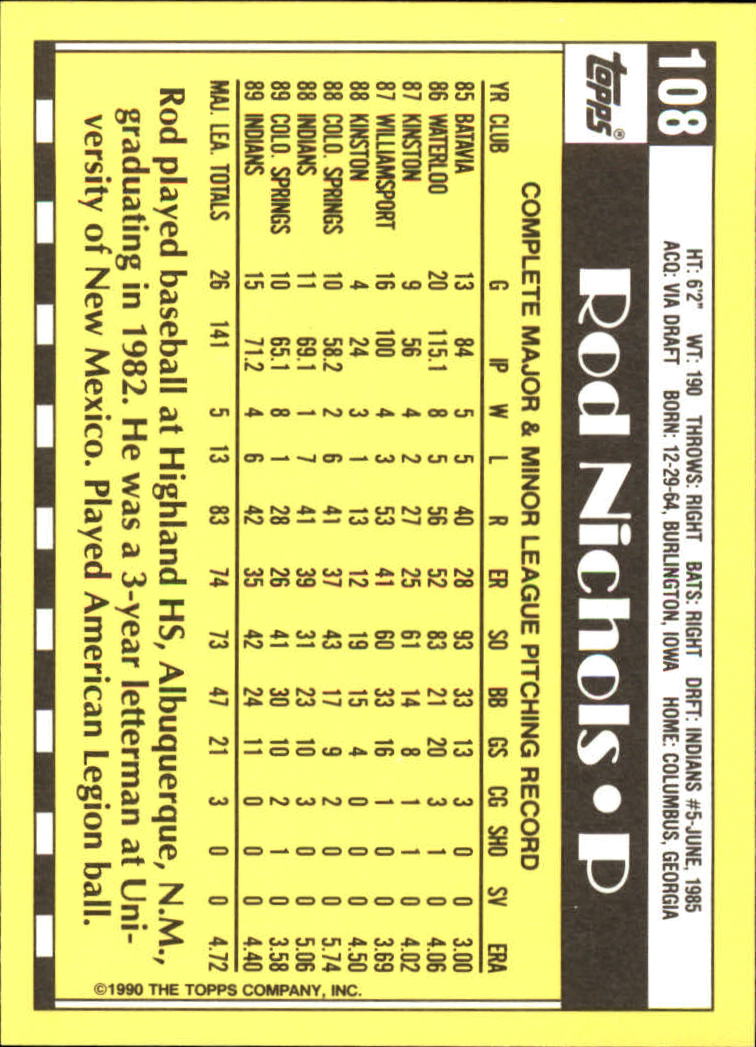 108
HT: 6'2" WT: 190 THROWS: RIGHT BATS: RIGHT DRFT: INDIANS #5-JUNE, 1985
ACQ: VIA DRAFT BORN: 12-29-64, BURLINGTON, IOWA HOME: COLUMBUS, GEORGIA
TOPPS®
Rod Nichols • P
COMPLETE MAJOR & MINOR LEAGUE PITCHING RECORD
YR CLUB G IP W L R ER SO BB GS CG SHO SV ERA
85 BATAVIA 13 84 5 5 40 28 93 33 13 3 0 0 3.00
86 WATERLOO 20 115.1 8 5 56 52 83 21 20 3 1 0 4.06
87 KINSTON 9 56 4 2 27 25 61 14 8 1 1 0 4.02
87 WILLIAMSPORT 16 100 4 3 53 41 60 33 16 1 0 0 3.69
88 KINSTON 4 24 3 1 13 12 19 15 4 0 0 0 4.50
88 COLO. SPRINGS 10 58.2 2 6 41 37 43 17 9 2 0 0 5.74
88 INDIANS 11 69.1 1 7 41 39 31 23 10 3 0 0 5.06
89 COLO. SPRINGS 10 65.1 8 1 28 26 41 30 10 2 1 0 3.58
89 INDIANS 15 71.2 4 6 42 35 42 24 11 0 0 0 4.40
MAJ. LEA. TOTALS 26 141 5 13 83 74 73 47 21 3 0 0 4.72
Rod played baseball at Highland HS, Albuquerque, N.M.,
graduating in 1982. He was a 3-year letterman at Uni-
versity of New Mexico. Played American Legion ball.
©1990 THE TOPPS COMPANY, INC.